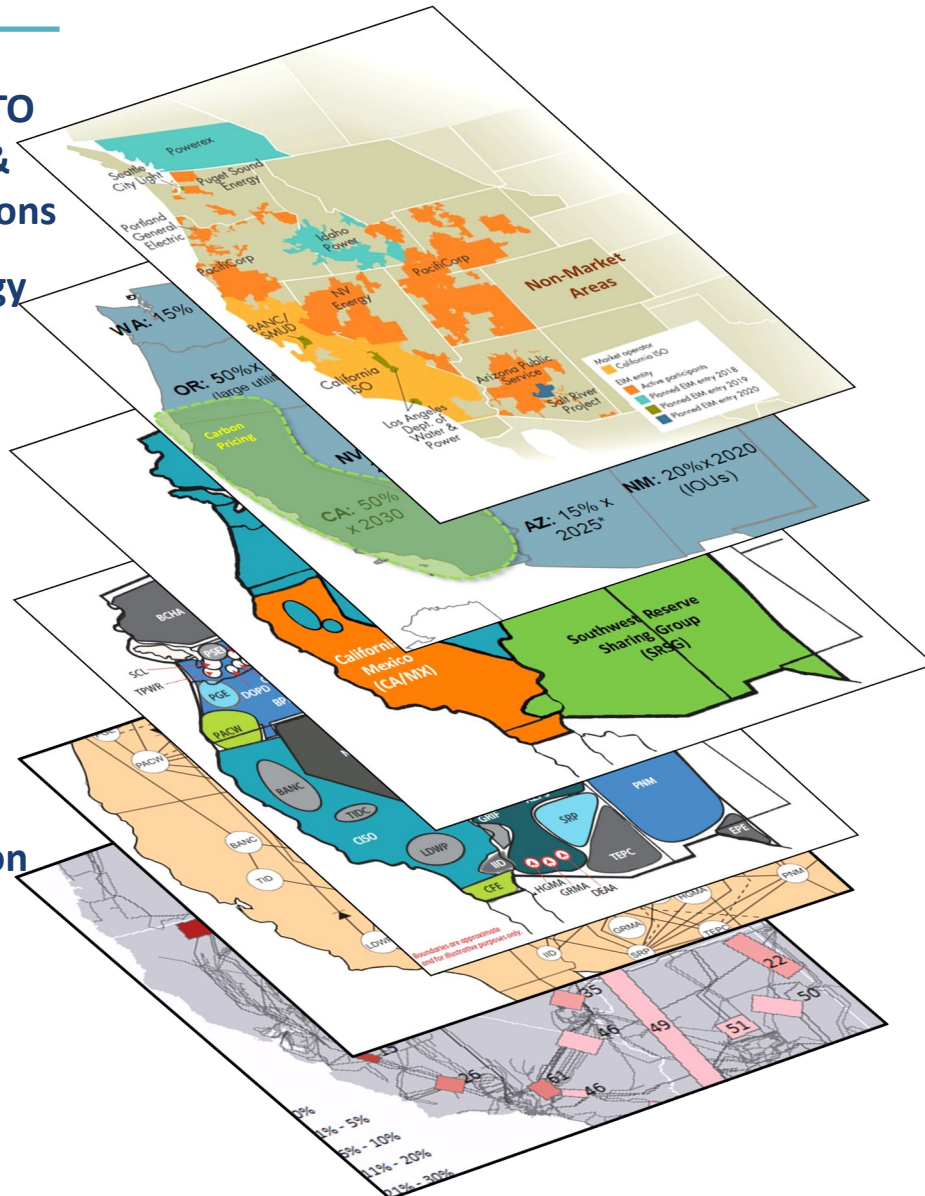 TO
&
ons
gy
on
Powerex
Seattle
City Light
Puget Sound
Energy
Portland
General
Electric
PacifiCorp
Idaho
Power
PacifiCorp
NV
Energy
BANC/
SMUD
California
ISO
Los Angeles
Dept. of
Water &
Power
Arizona Public
Service
Salt River
Project
Non-Market
Areas
Market operator
California ISO
EIM entity
Active participants
Planned EIM entry 2018
Planned EIM entry 2019
Planned EIM entry 2020
WA: 15%
OR: 50%x
(large utili
Carbon
Pricing
NV
CA: 50%
x 2030
AZ: 15% x
2025*
NM: 20%x2020
(IOUs)
California
Mexico
(CA/MX)
Southwest Reserve
Sharing Group
(SRSG)
BCHA
SCL
TPWR
PSEI
PGE
DOPD
BP
PACW
BANC
TIDC
CISO
LDWP
IID
CFE
GRIF
SRP
TEPC
PNM
EPE
HGMA
GRMA
DEAA
Boundaries are approximate
and for illustrative purposes only.
PACW
BANC
TID
LDWP
IID
GRMA
SRP
HGMA
TEPC
PNM
26
35
46
61
46
49
51
22
50
0%
1% - 5%
6% - 10%
11% - 20%
21% - 30%